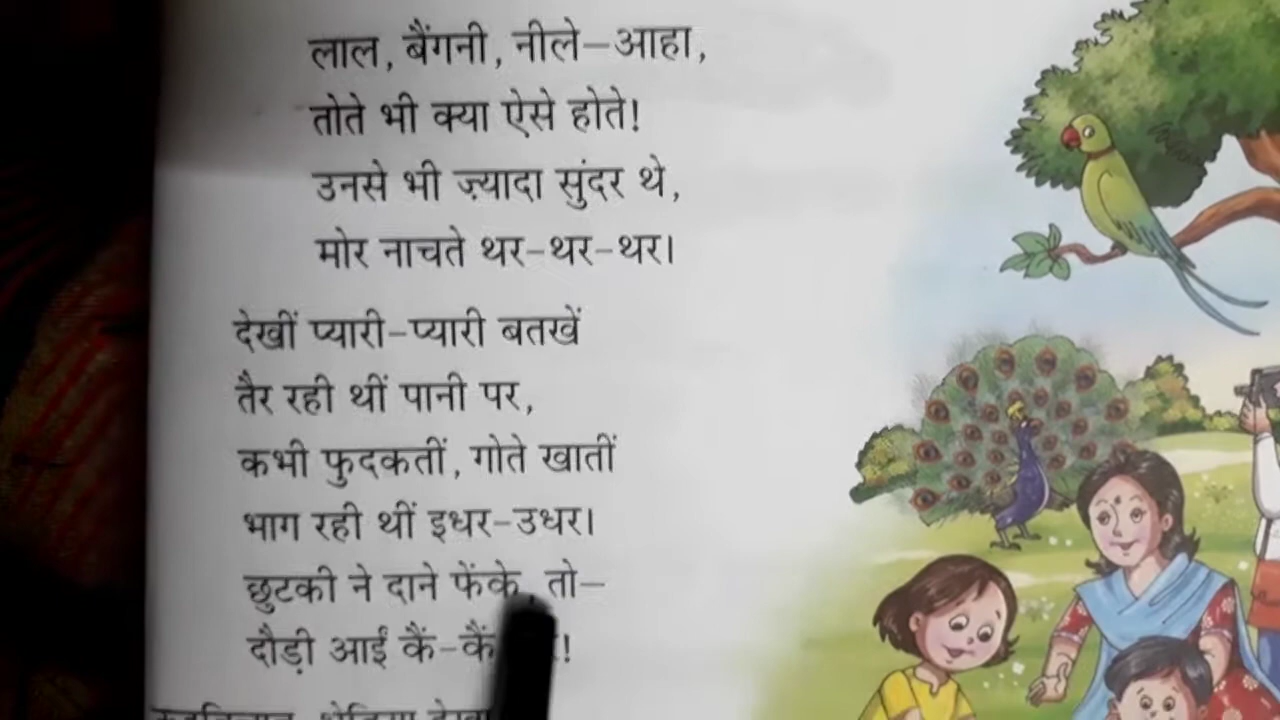 लाल, बैंगनी, नीले–आहा,
तोते भी क्या ऐसे होते!
उनसे भी ज़्यादा सुंदर थे,
मोर नाचते थर-थर-थर।
देखीं प्यारी-प्यारी बतखें
तैर रही थीं पानी पर,
कभी फुदकतीं, गोते खातीं
भाग रही थीं इधर-उधर।
छुटकी ने दाने फेंके, तो–
दौड़ी आईं कैं-कैं !